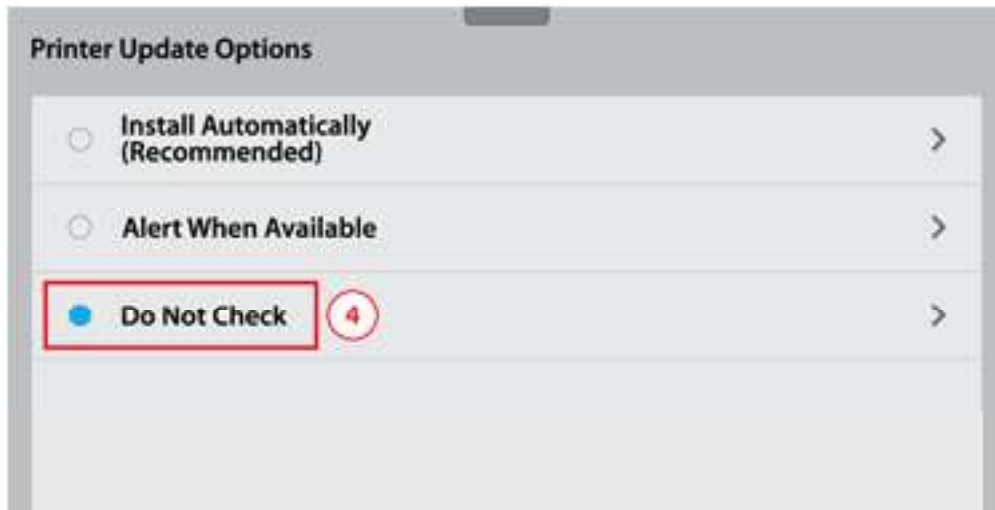 Printer Update Options
Install Automatically
(Recommended)
Alert When Available
Do Not Check
4